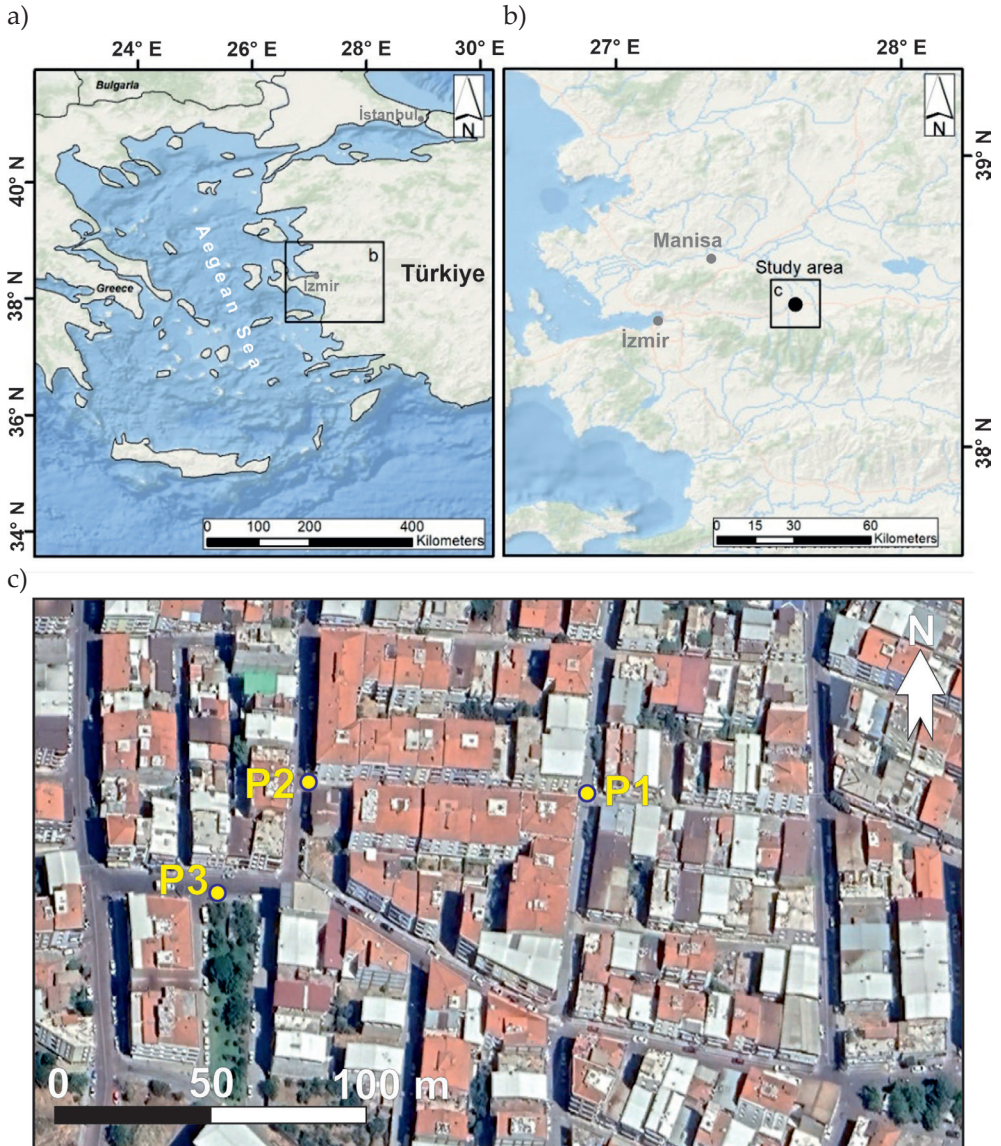 a)
24° E 26° E 28° E 30° E
40° N
38° N
36° N
34° N
Bulgaria
İstanbul
N
Aegean Sea
b
Greece
İzmir
Türkiye
0 100 200 400
Kilometers
b)
27° E 28° E
39° N
38° N
N
Manisa
Study area
c
İzmir
0 15 30 60
Kilometers
c)
N
P2
P1
P3
0 50 100 m